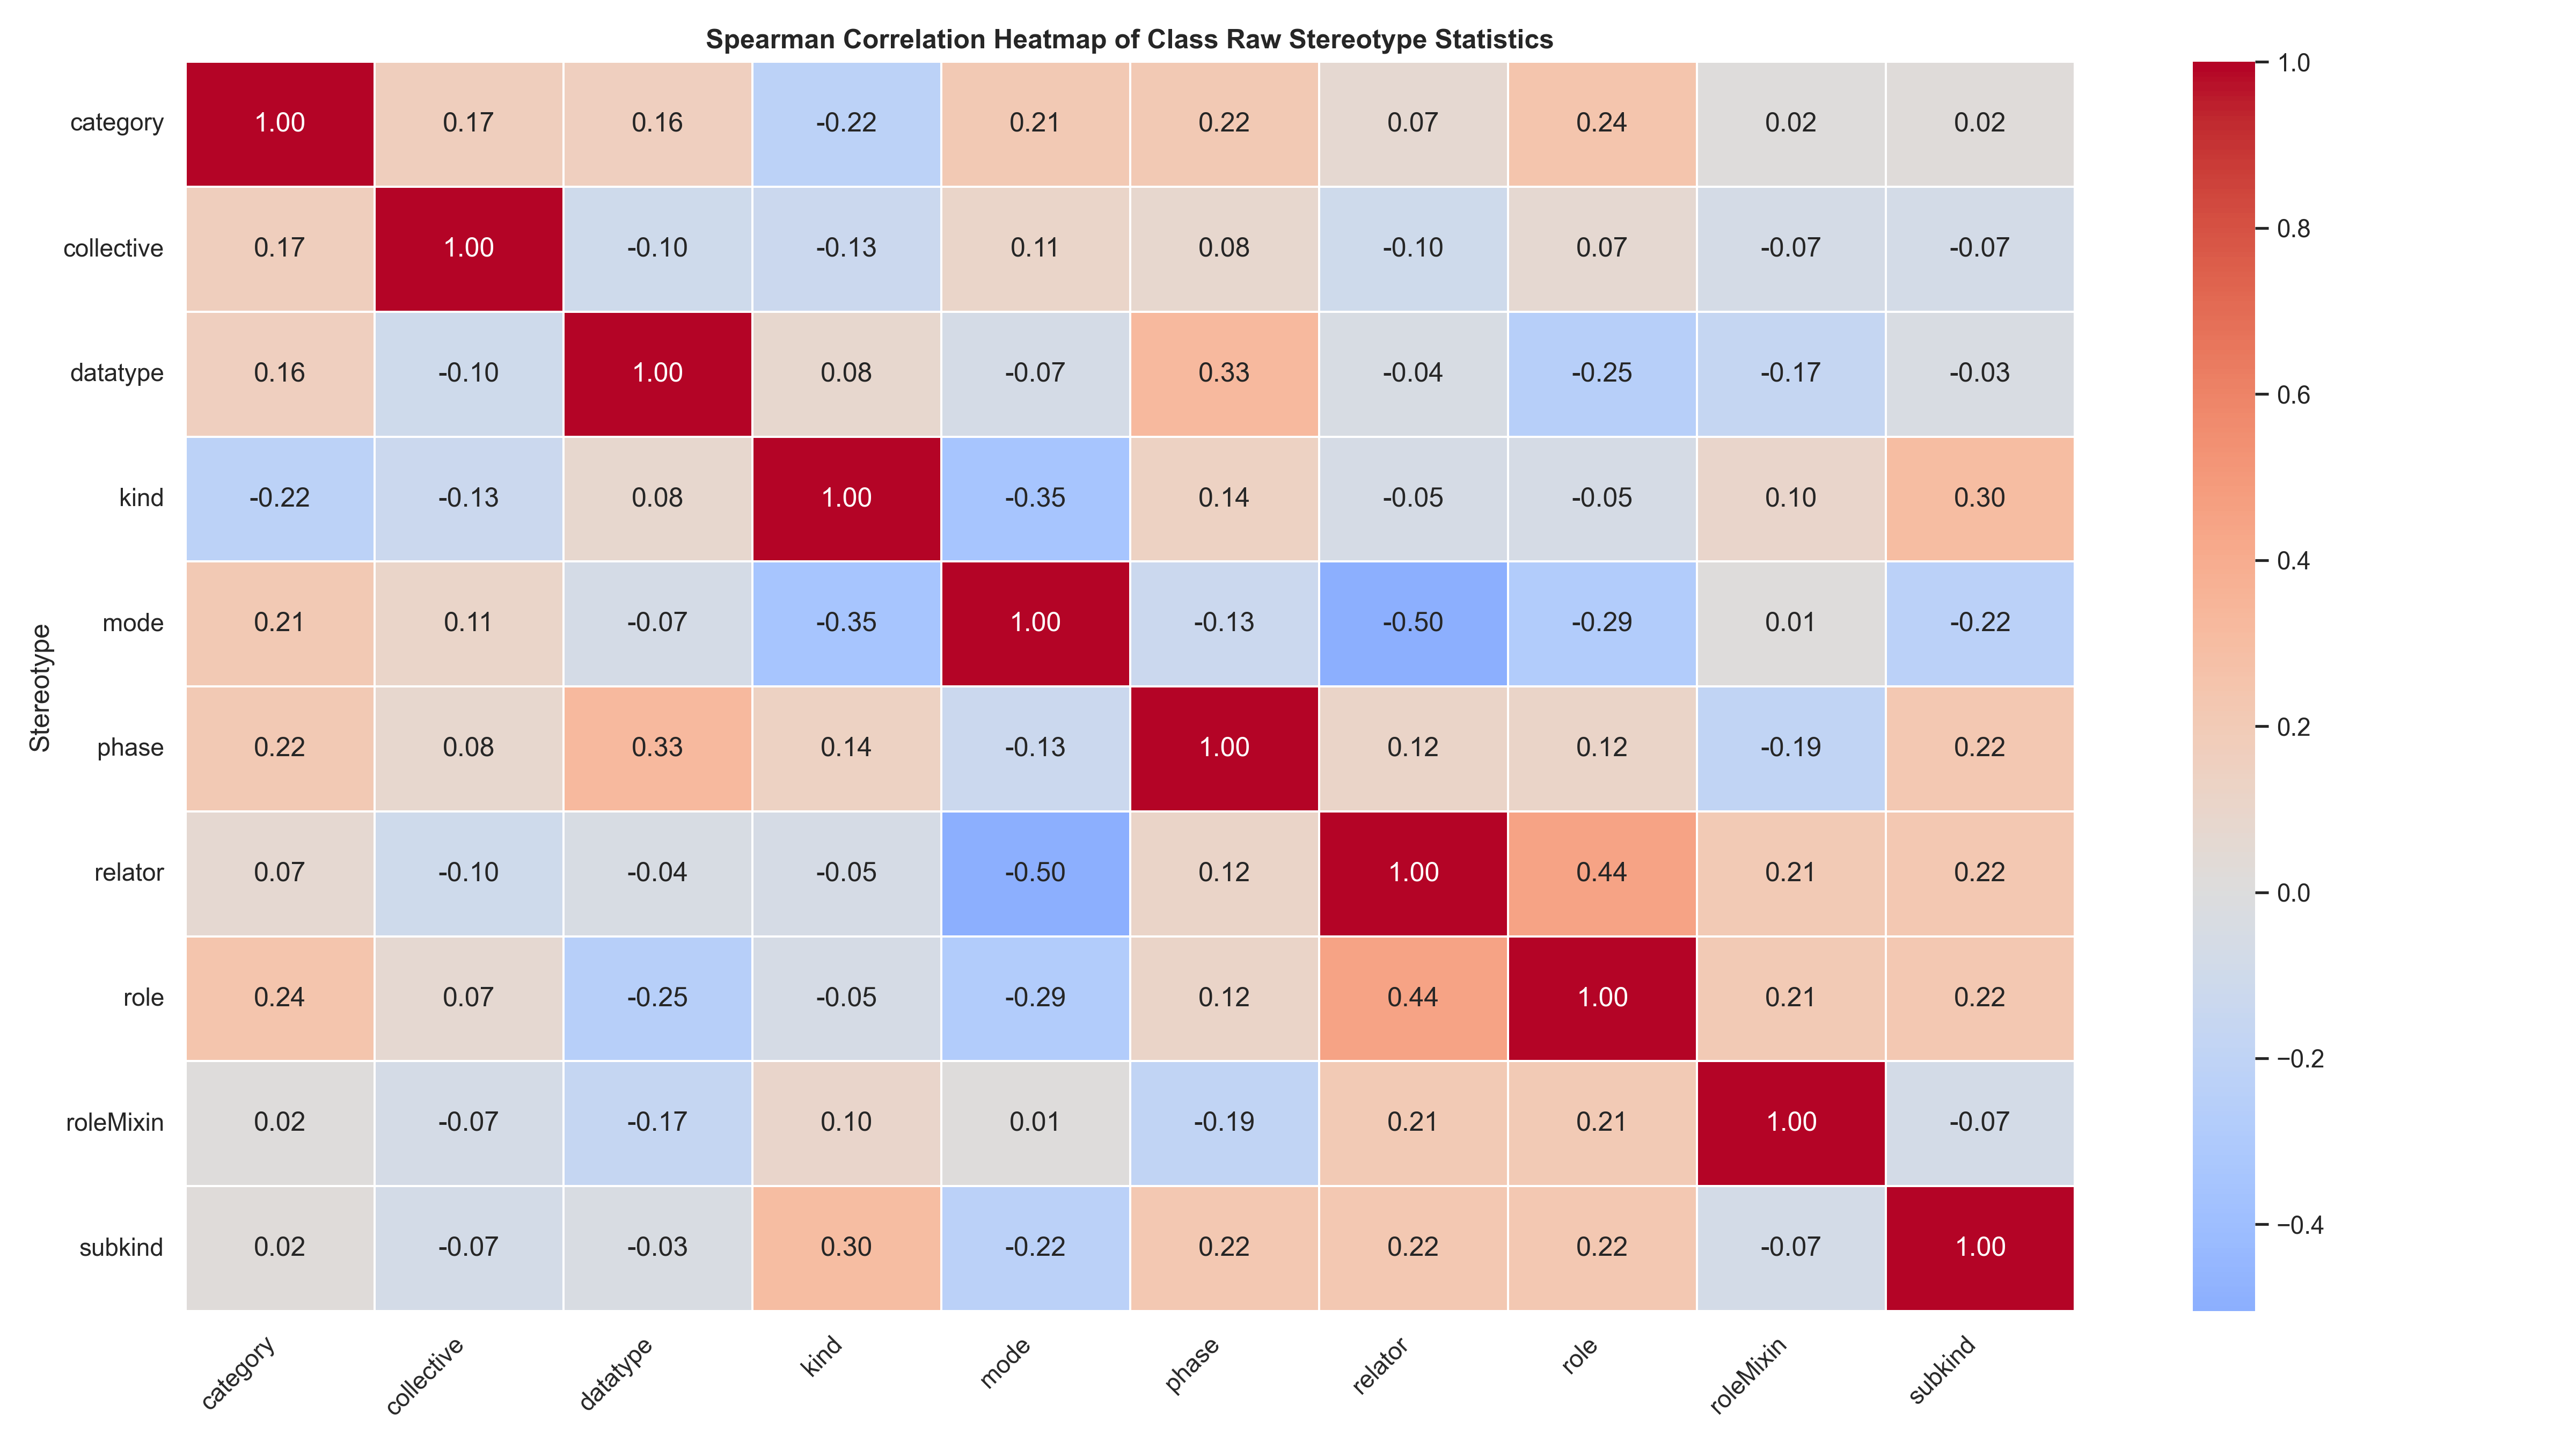 Spearman Correlation Heatmap of Class Raw Stereotype Statistics
category 1.00 0.17 0.16 -0.22 0.21 0.22 0.07 0.24 0.02 0.02
collective 0.17 1.00 -0.10 -0.13 0.11 0.08 -0.10 0.07 -0.07 -0.07
datatype 0.16 -0.10 1.00 0.08 -0.07 0.33 -0.04 -0.25 -0.17 -0.03
kind -0.22 -0.13 0.08 1.00 -0.35 0.14 -0.05 -0.05 0.10 0.30
mode 0.21 0.11 -0.07 -0.35 1.00 -0.13 -0.50 -0.29 0.01 -0.22
phase 0.22 0.08 0.33 0.14 -0.13 1.00 0.12 0.12 -0.19 0.22
relator 0.07 -0.10 -0.04 -0.05 -0.50 0.12 1.00 0.44 0.21 0.22
role 0.24 0.07 -0.25 -0.05 -0.29 0.12 0.44 1.00 0.21 0.22
roleMixin 0.02 -0.07 -0.17 0.10 0.01 -0.19 0.21 0.21 1.00 -0.07
subkind 0.02 -0.07 -0.03 0.30 -0.22 0.22 0.22 0.22 -0.07 1.00
Stereotype
category collective datatype kind mode phase relator role roleMixin subkind
1.0
0.8
0.6
0.4
0.2
0.0
−0.2
−0.4